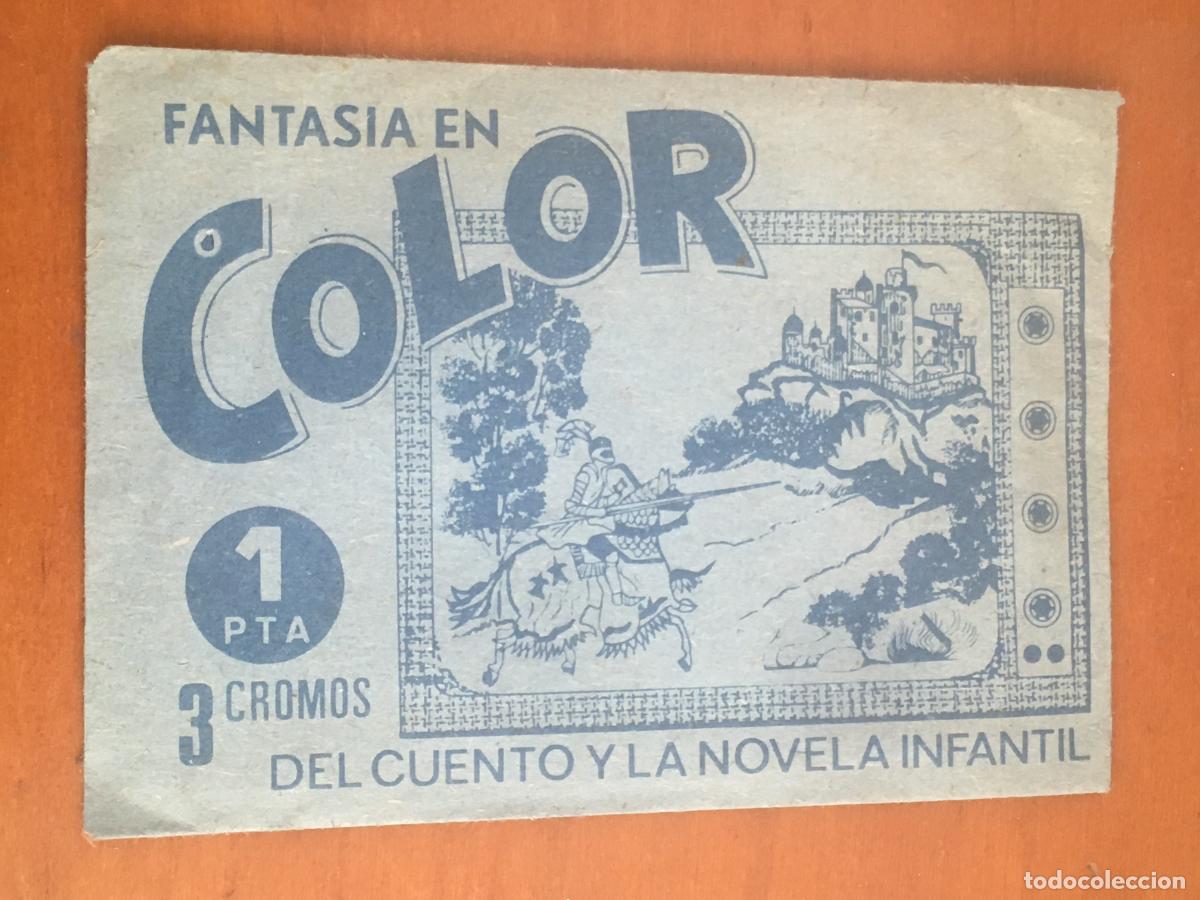 FANTASIA EN
COLOR
1
PTA
3 CROMOS
DEL CUENTO Y LA NOVELA INFANTIL
todocoleccion